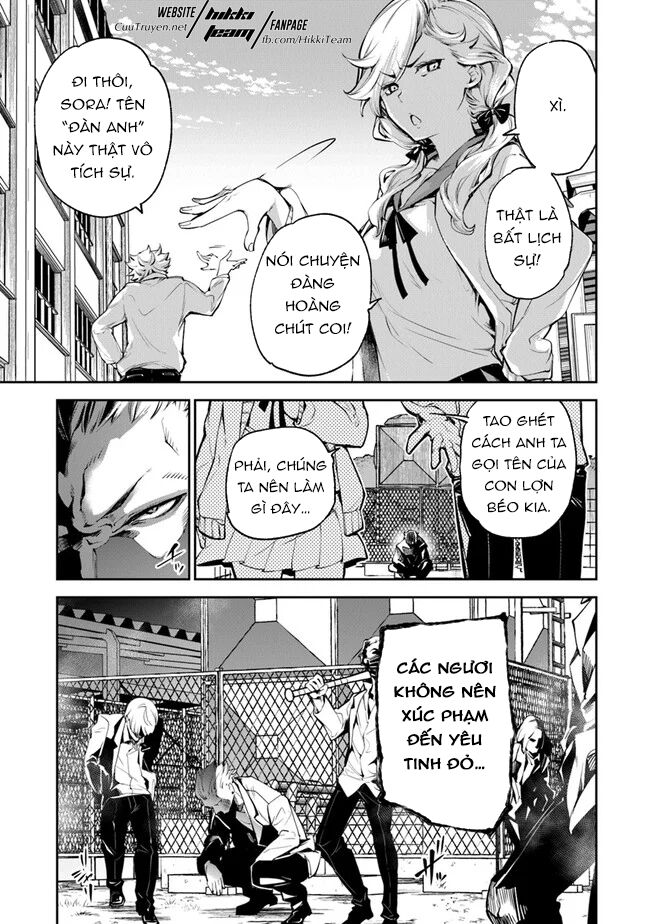 WEBSITE
CuuTruyen.net
hikki
TEAM
FANPAGE
fb.com/HikkiTeam
XÌ.
THẬT LÀ
BẤT LỊCH
SỰ!
NÓI CHUYỆN
ĐÀNG
HOÀNG
CHÚT COI!
ĐI THÔI,
SORA! TÊN
“ĐÀN ANH”
NÀY THẬT VÔ
TÍCH SỰ.
TAO GHÉT
CÁCH ANH TA
GỌI TÊN CỦA
CON LỢN
BÉO KIA.
PHẢI, CHÚNG
TA NÊN LÀM
GÌ ĐÂY...
CÁC NGƯƠI
KHÔNG NÊN
XÚC PHẠM
ĐẾN YÊU
TINH ĐỎ...